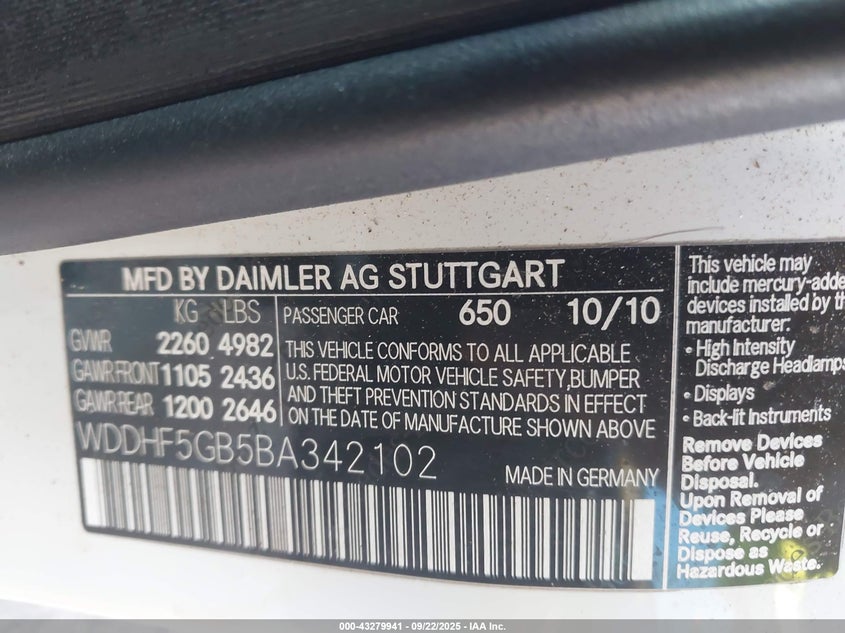 MFD BY DAIMLER AG STUTTGART
KG LBS
GVWR 2260 4982
GAWR FRONT 1105 2436
GAWR REAR 1200 2646
PASSENGER CAR 650 10/10
THIS VEHICLE CONFORMS TO ALL APPLICABLE
U.S. FEDERAL MOTOR VEHICLE SAFETY, BUMPER
AND THEFT PREVENTION STANDARDS IN EFFECT
ON THE DATE OF MANUFACTURE SHOWN ABOVE
WDDHF5GB5BA342102
MADE IN GERMANY
This vehicle may
include mercury-adde
devices installed by th
manufacturer:
• High Intensity
Discharge Headlamps
• Displays
• Back-lit Instruments
Remove Devices
Before Vehicle
Disposal.
Upon Removal of
Devices Please
Reuse, Recycle or
Dispose as
Hazardous Waste.
000-43279941 - 09/22/2025 - IAA Inc.